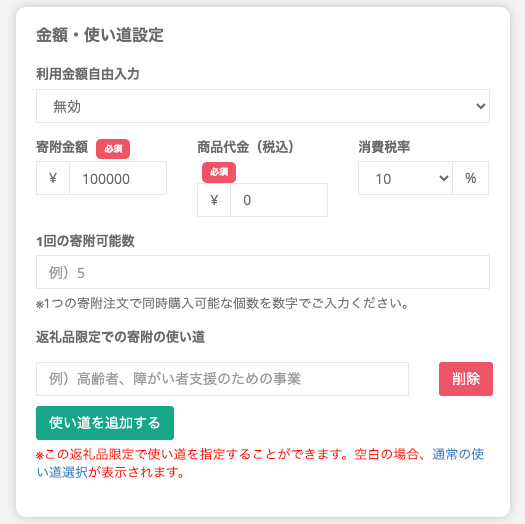 金額・使い道設定
利用金額自由入力
無効
寄附金額 必須
¥ 100000
商品代金（税込）
必須
¥ 0
消費税率
10 %
1回の寄附可能数
例）5
※1つの寄附注文で同時購入可能な個数を数字でご入力ください。
返礼品限定での寄附の使い道
例）高齢者、障がい者支援のための事業
削除
使い道を追加する
※この返礼品限定で使い道を指定することができます。空白の場合、通常の使
い道選択が表示されます。